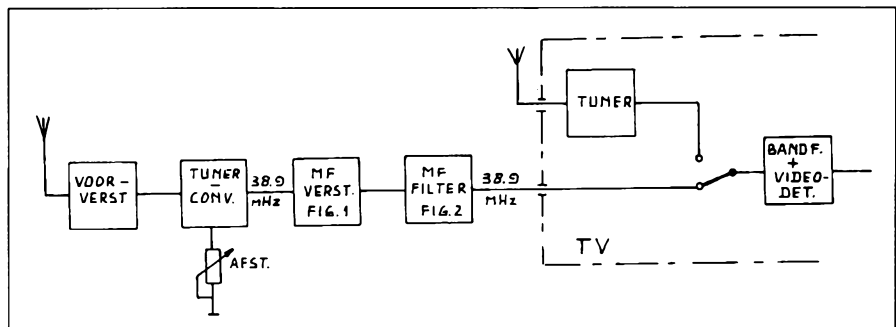 VOOR-
VERST
TUNER
-
CONV.
38.9
MHz
MF
VERST.
FIG.1
MF
FILTER
FIG.2
38.9
MHz
TUNER
BANDF.
+
VIDEO-
DET.
AFST.
TV